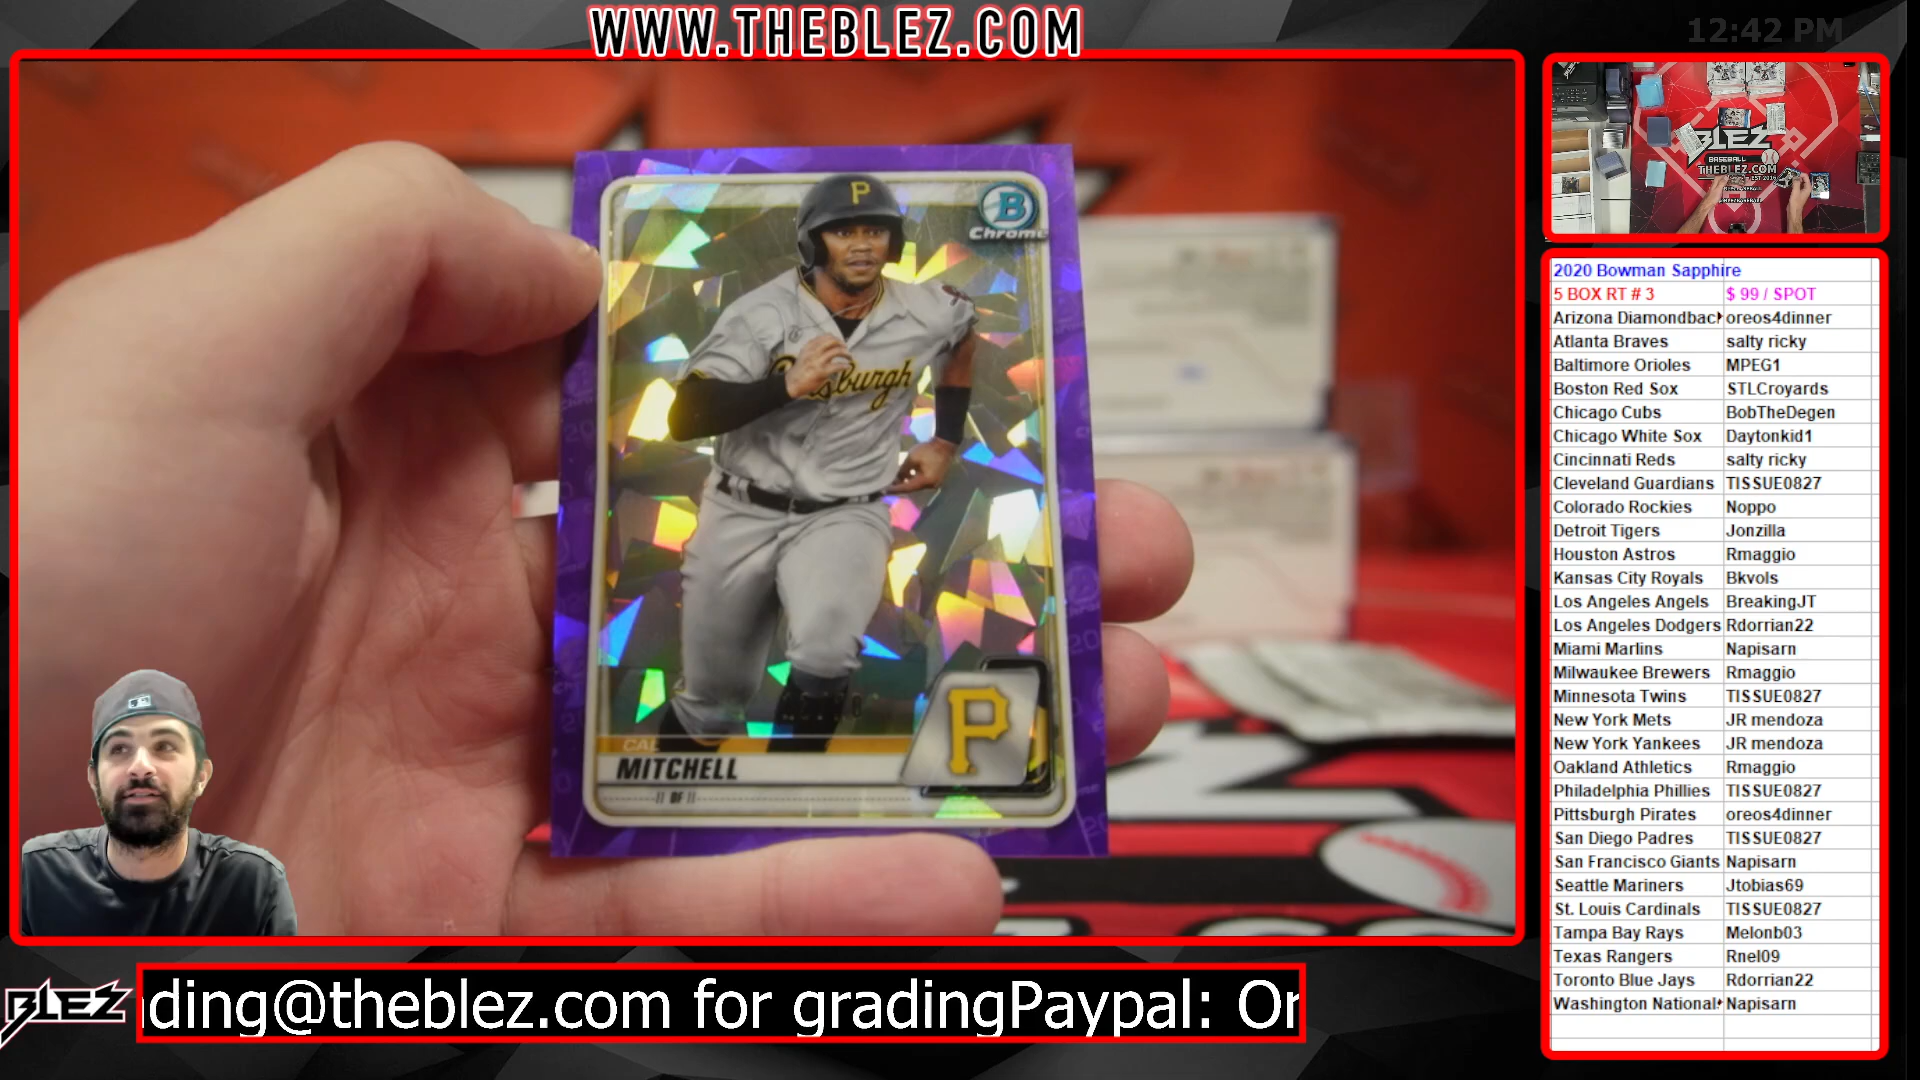 WWW.THEBLEZ.COM
12:42 PM
P
B
Chrome
Pittsburgh
P
CAL
MITCHELL
BLEZ
BASEBALL
THEBLEZ.COM
2020 Bowman Sapphire
5 BOX RT # 3 $ 99 / SPOT
Arizona Diamondback oreos4dinner
Atlanta Braves salty ricky
Baltimore Orioles MPEG1
Boston Red Sox STLCroyards
Chicago Cubs BobTheDegen
Chicago White Sox Daytonkid1
Cincinnati Reds salty ricky
Cleveland Guardians TISSUE0827
Colorado Rockies Noppo
Detroit Tigers Jonzilla
Houston Astros Rmaggio
Kansas City Royals Bkvols
Los Angeles Angels BreakingJT
Los Angeles Dodgers Rdorrian22
Miami Marlins Napisarn
Milwaukee Brewers Rmaggio
Minnesota Twins TISSUE0827
New York Mets JR mendoza
New York Yankees JR mendoza
Oakland Athletics Rmaggio
Philadelphia Phillies TISSUE0827
Pittsburgh Pirates oreos4dinner
San Diego Padres TISSUE0827
San Francisco Giants Napisarn
Seattle Mariners Jtobias69
St. Louis Cardinals TISSUE0827
Tampa Bay Rays Melonb03
Texas Rangers Rnel09
Toronto Blue Jays Rdorrian22
Washington National Napisarn
BLEZ
ding@theblez.com for gradingPaypal: Or